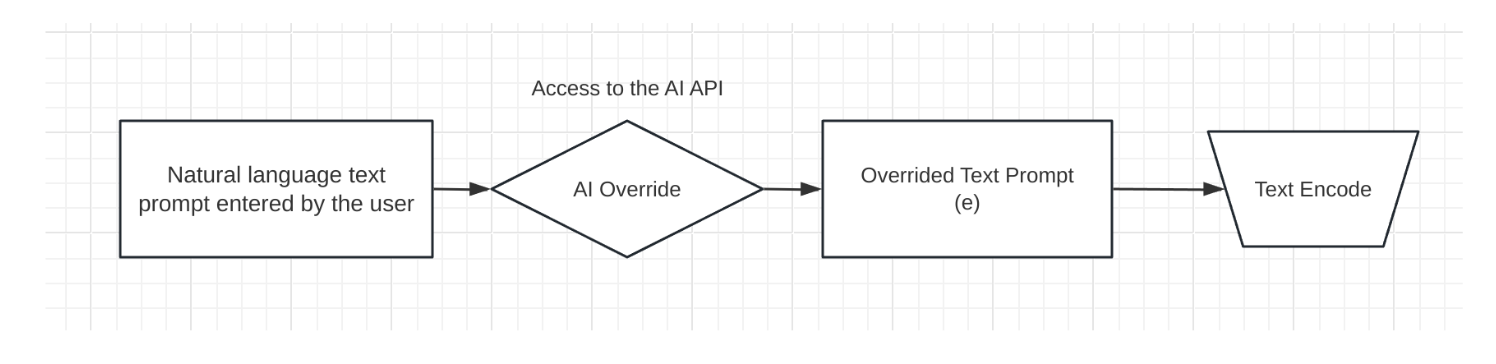 Access to the AI API
Natural language text
prompt entered by the user
AI Override
Overrided Text Prompt
(e)
Text Encode